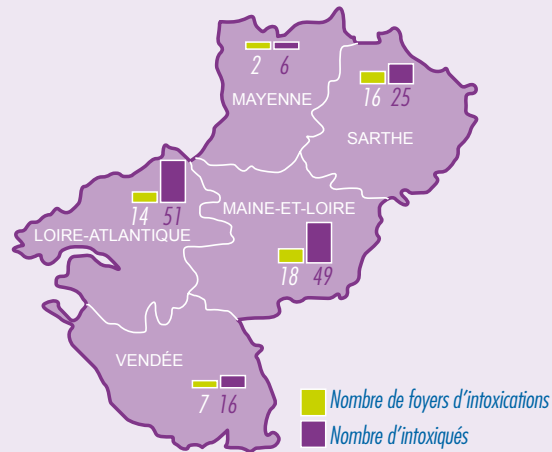 2 6
MAYENNE
16 25
SARTHE
14 51
LOIRE-ATLANTIQUE
MAINE-ET-LOIRE
18 49
VENDÉE
7 16
Nombre de foyers d'intoxications
Nombre d'intoxiqués